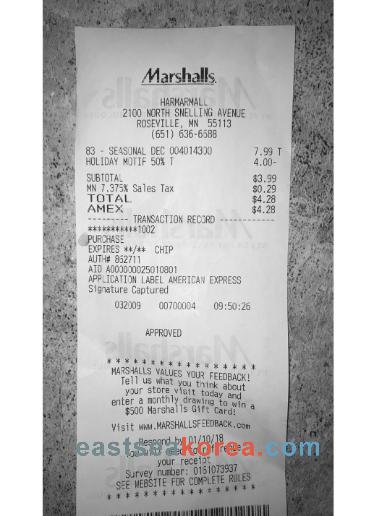 Marshalls.
HARMARMALL
2100 NORTH SNELLING AVENUE
ROSEVILLE, MN 55113
(651) 636-6688
83 - SEASONAL DEC 004014300 7.99 T
HOLIDAY MOTIF 50% T 4.00-
SUBTOTAL $3.99
MN 7.375% Sales Tax $0.29
TOTAL $4.28
AMEX $4.28
---------- TRANSACTION RECORD ----------
***********1002
PURCHASE
EXPIRES **/** CHIP
AUTH# 862711
AID A000000025010801
APPLICATION LABEL AMERICAN EXPRESS
Signature Captured
032009 00700004 09:50:26
APPROVED
* * * * * * * * * * * * * * * * *
MARSHALLS VALUES YOUR FEEDBACK!
Tell us what you think about
your store visit today and
enter a monthly drawing to win a
$500 Marshalls Gift Card!
Visit www.MARSHALLSFEEDBACK.com
Respond by 01/10/18
eastseakorea.com
your receipt
Survey number: 0161073937
SEE WEBSITE FOR COMPLETE RULES
* * * * * * * * * * * * * * * * *